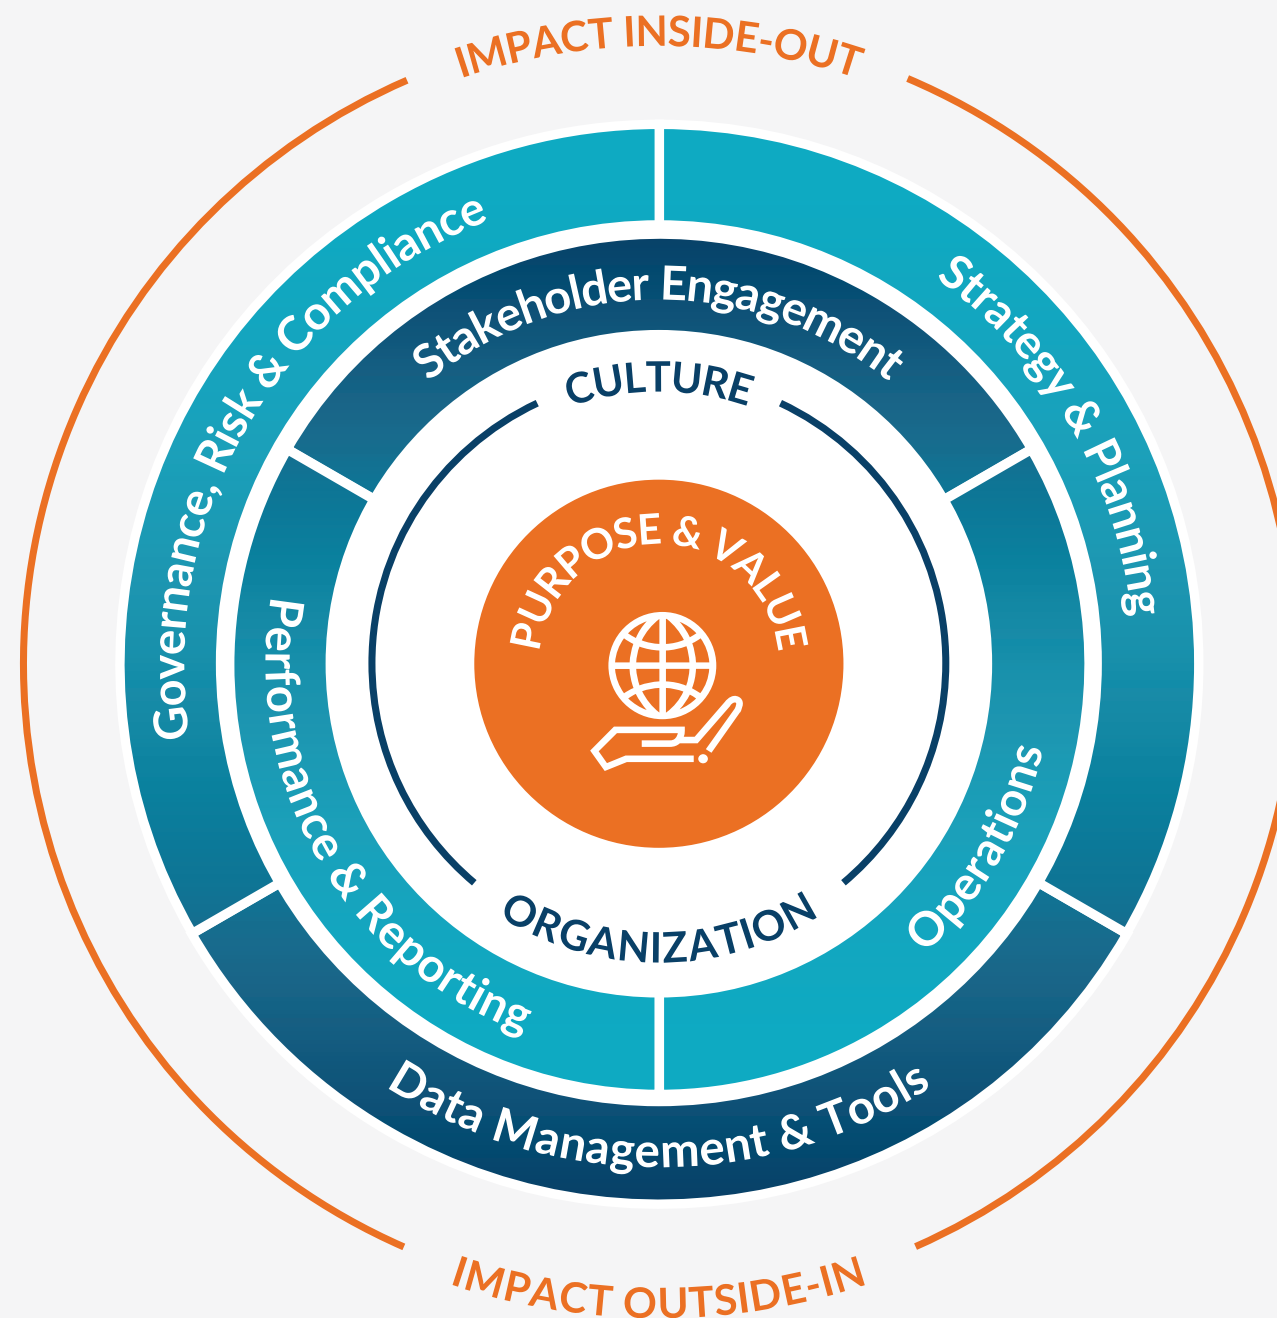 IMPACT INSIDE-OUT
Governance, Risk & Compliance
Strategy & Planning
Stakeholder Engagement
CULTURE
PURPOSE & VALUE
Performance & Reporting
Operations
ORGANIZATION
Data Management & Tools
IMPACT OUTSIDE-IN